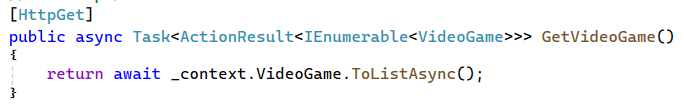 [HttpGet]
public async Task<ActionResult<IEnumerable<VideoGame>>> GetVideoGame()
{
    return await _context.VideoGame.ToListAsync();
}